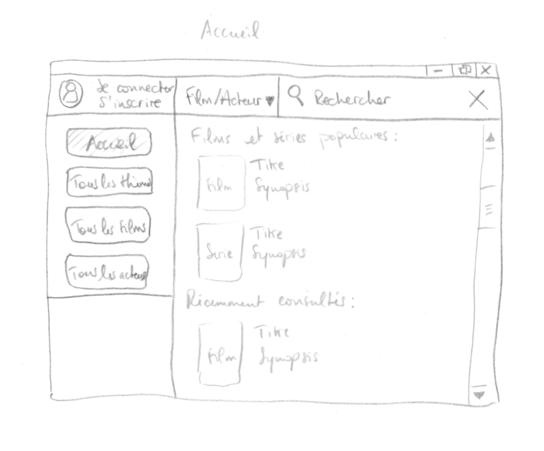 Accueil
Se connecter
S'inscrire
Film/Acteur
Rechercher
Accueil
Tous les thèmes
Tous les films
Tous les acteurs
Films et séries populaires :
Film
Titre
Synopsis
Série
Titre
Synopsis
Récemment consultés :
Film
Titre
Synopsis